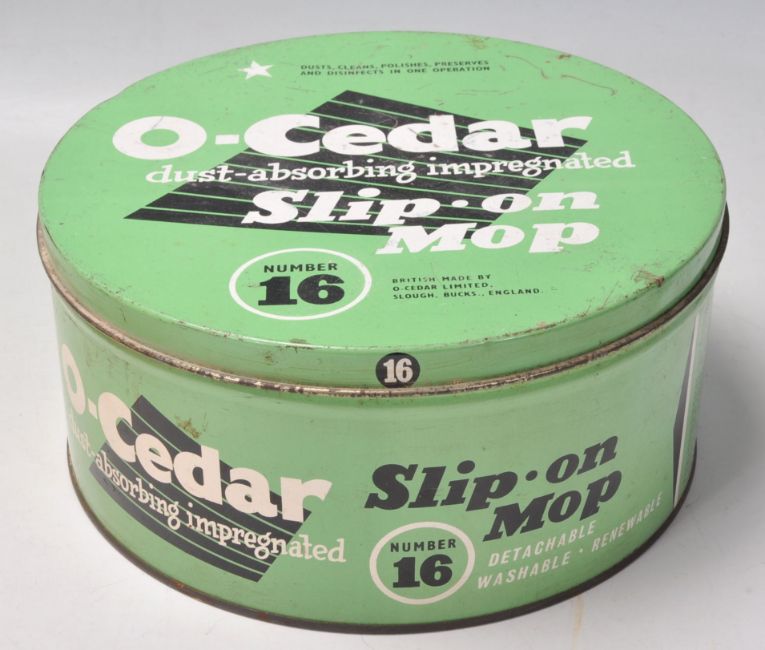 DUSTS, CLEANS, POLISHES, PRESERVES
AND DISINFECTS IN ONE OPERATION
O-Cedar
dust-absorbing impregnated
Slip·on
Mop
NUMBER
16
BRITISH MADE BY
O-CEDAR LIMITED,
SLOUGH, BUCKS., ENGLAND.
16
O-Cedar
dust-absorbing impregnated
Slip·on
Mop
NUMBER
16
DETACHABLE
WASHABLE · RENEWABLE